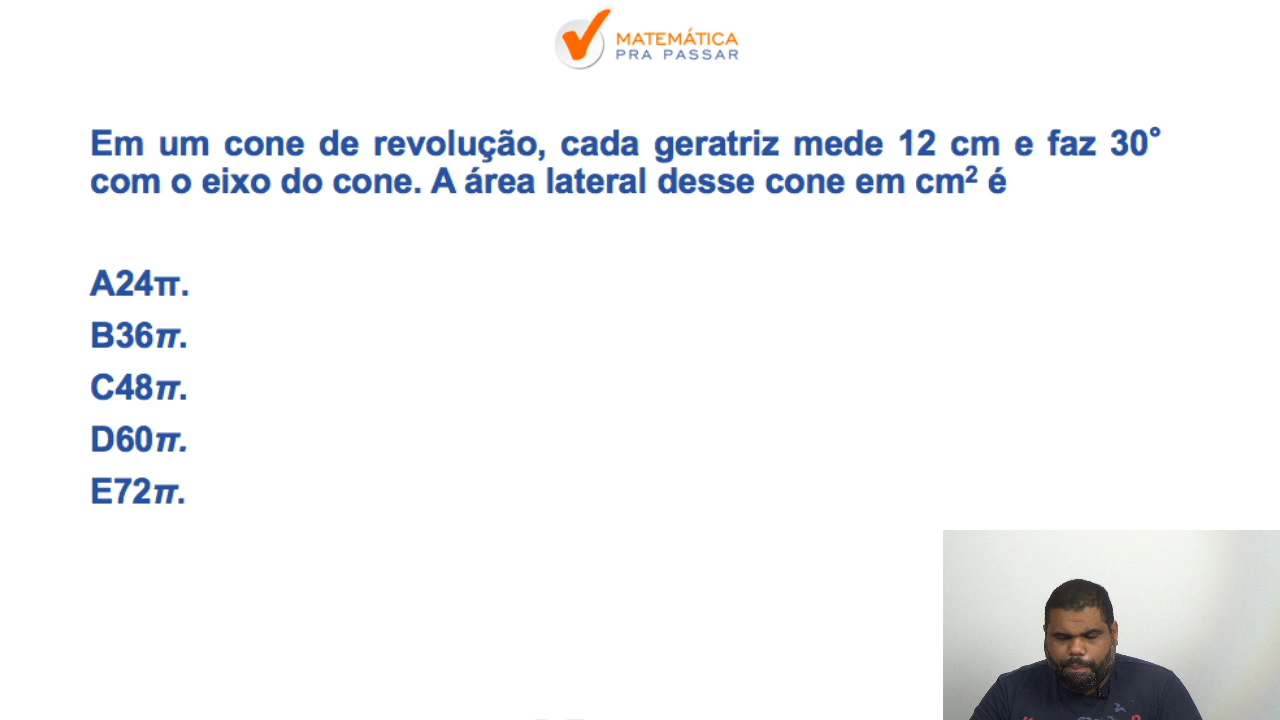 MATEMÁTICA
PRA PASSAR
Em um cone de revolução, cada geratriz mede 12 cm e faz 30°
com o eixo do cone. A área lateral desse cone em cm² é
A24π.
B36π.
C48π.
D60π.
E72π.